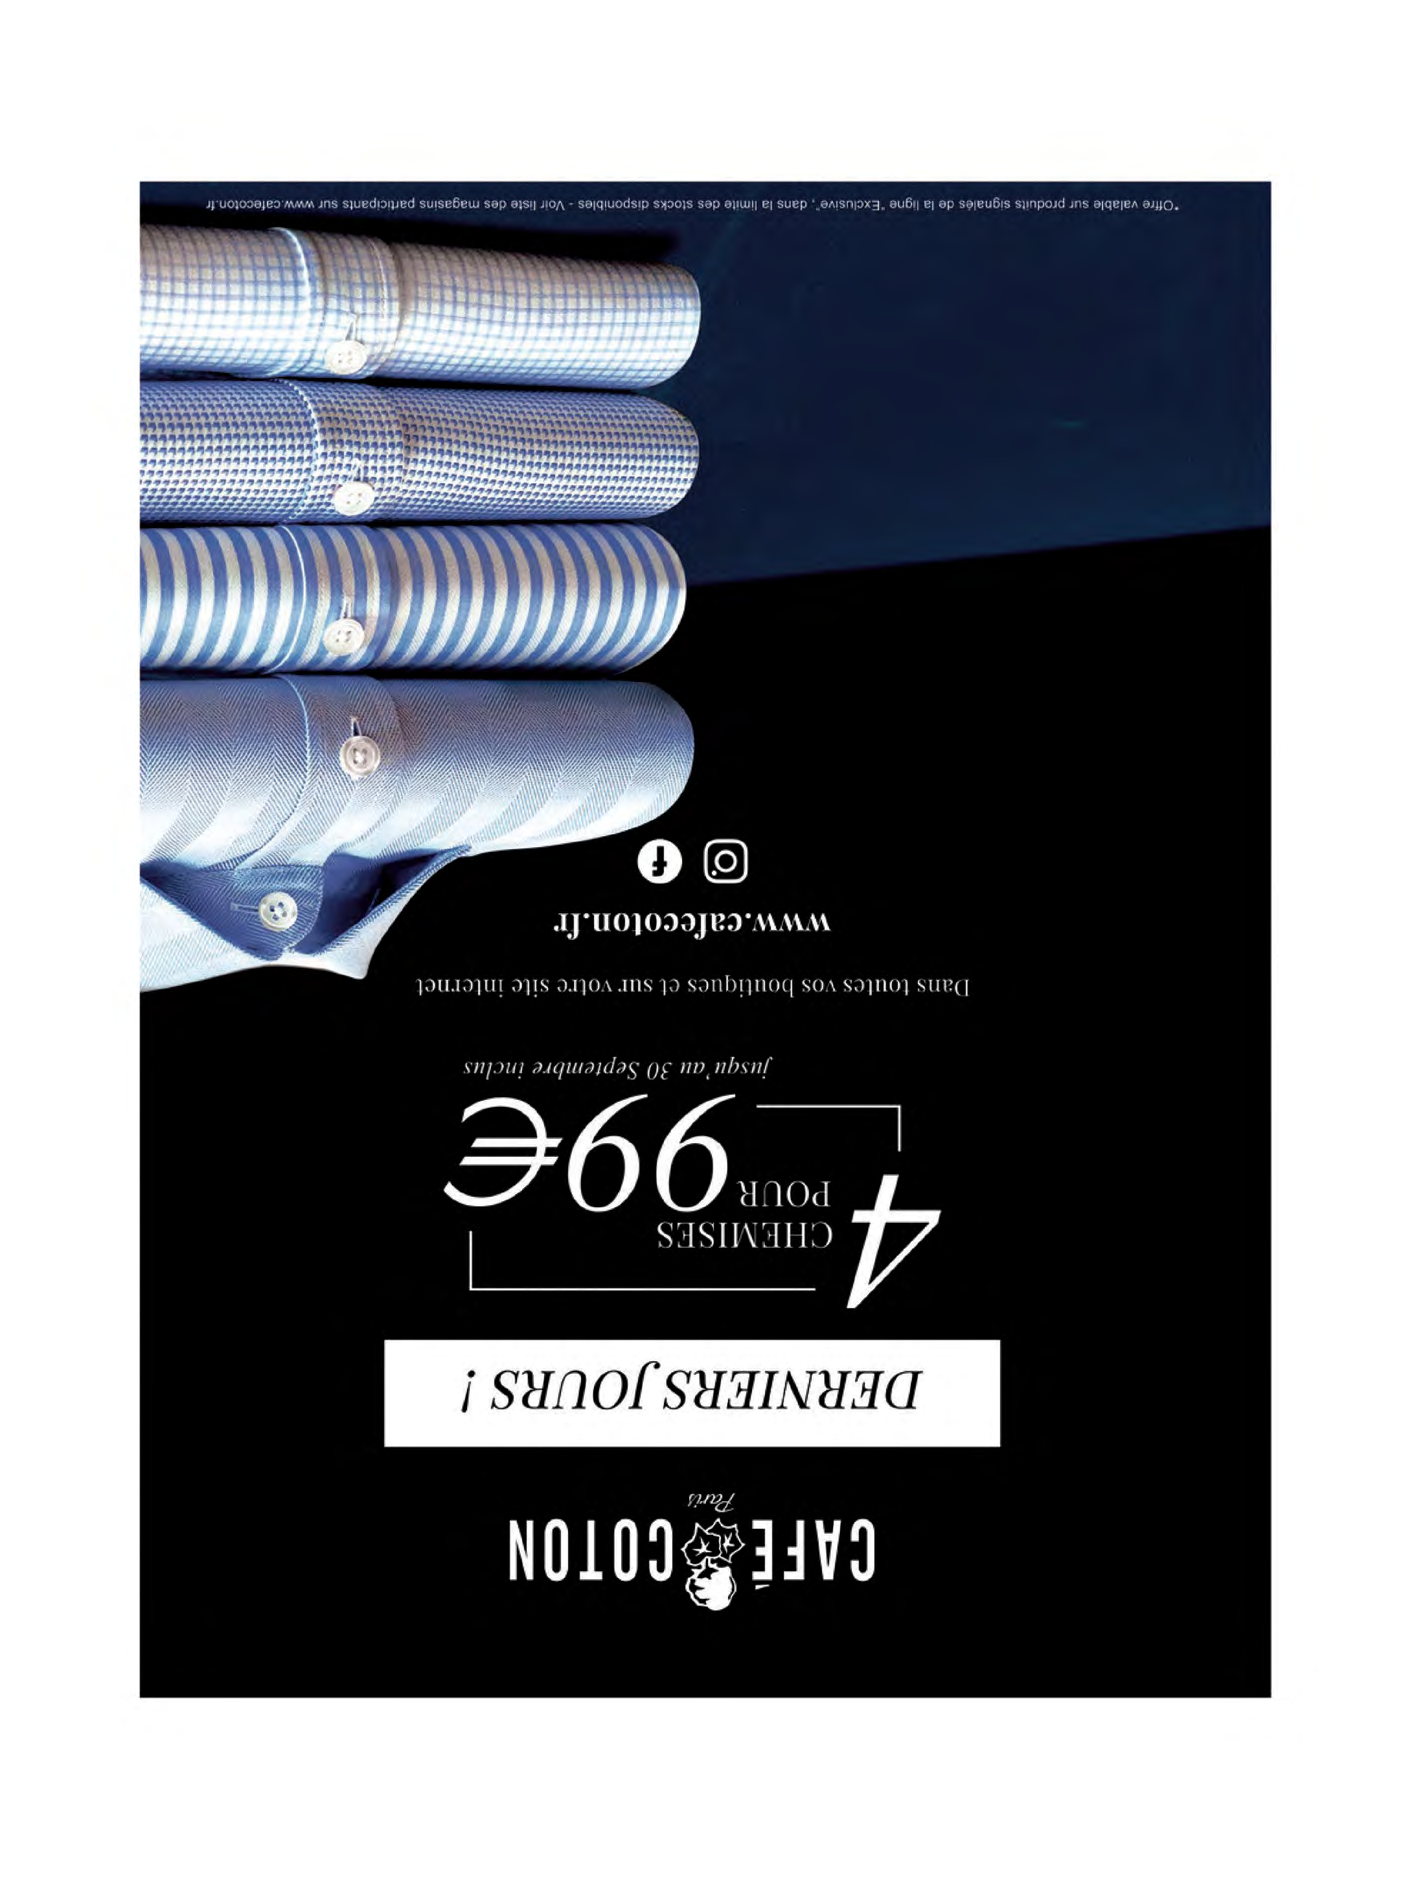 CAFÉ COTON
Paris
DERNIERS JOURS !
4 CHEMISES
POUR 99€
jusqu'au 30 Septembre inclus
Dans toutes vos boutiques et sur votre site internet
www.cafecoton.fr
*Offre valable sur produits signalés de la ligne "Exclusive", dans la limite des stocks disponibles - Voir liste des magasins participants sur www.cafecoton.fr